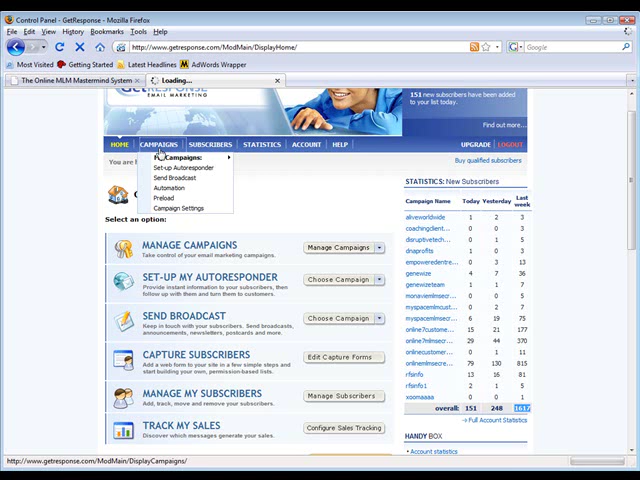 Control Panel - GetResponse - Mozilla Firefox
File Edit View History Bookmarks Tools Help
http://www.getresponse.com/ModMain/DisplayHome/
Google
Most Visited Getting Started Latest Headlines AdWords Wrapper
The Online MLM Mastermind System
Loading...
EMAIL MARKETING
151 new subscribers have been added to your list today.
Find out more...
HOME CAMPAIGNS SUBSCRIBERS STATISTICS ACCOUNT HELP UPGRADE LOGOUT
You are
Buy qualified subscribers
Campaigns:
Set-up Autoresponder
Send Broadcast
Automation
Preload
Campaign Settings
Select an option:
MANAGE CAMPAIGNS
Take control of your email marketing campaigns.
Manage Campaigns
SET-UP MY AUTORESPONDER
Provide instant information to your subscribers, then
follow up with them and turn them to customers.
Choose Campaign
SEND BROADCAST
Keep in touch with your subscribers. Send broadcasts,
announcements, newsletters, postcards and more.
Choose Campaign
CAPTURE SUBSCRIBERS
Add a web form to your site in a few simple steps and
start building your own, permission-based lists.
Edit Capture Forms
MANAGE MY SUBSCRIBERS
Add, track, move and remove your subscribers.
Manage Subscribers
TRACK MY SALES
Discover which messages generate your sales.
Configure Sales Tracking
STATISTICS: New Subscribers
Campaign Name Today Yesterday Last week
aliveworldwide 1 2 3
coachingclient... 0 0 2
disruptivetech... 0 1 5
dnaprofits 1 0 3
empoweredentre... 3 3 13
genewize 4 7 36
genewizeteam 1 1 7
monaviemlmsecr... 0 0 0
myspacemlmcust... 2 2 7
myspacemlmsecr... 6 19 75
online7custome... 15 21 177
online7mlmsecr... 29 44 370
onlinecustomer... 0 1 11
onlinemlmsecre... 79 130 815
rfsinfo 13 16 81
rfsinfo1 2 1 5
xoomaaaa 0 0 1
overall: 151 248 1617
Full Account Statistics
HANDY BOX
Account statistics
http://www.getresponse.com/ModMain/DisplayCampaigns/